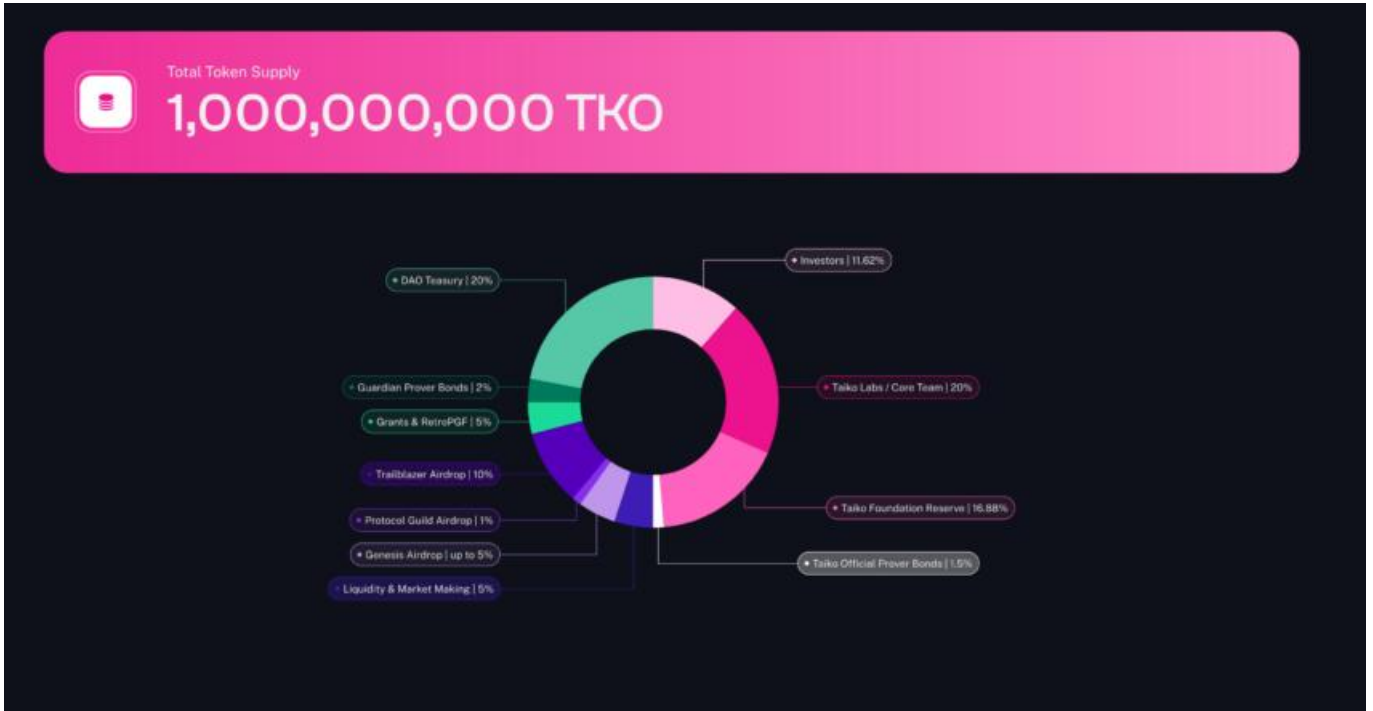 Total Token Supply
1,000,000,000 TKO
Investors | 11.62%
DAO Teasury | 20%
Guardian Prover Bonds | 2%
Taiko Labs / Core Team | 20%
Grants & RetroPGF | 5%
Trailblazer Airdrop | 10%
Taiko Foundation Reserve | 16.88%
Protocol Guild Airdrop | 1%
Genesis Airdrop | up to 5%
Taiko Official Prover Bonds | 1.5%
Liquidity & Market Making | 5%